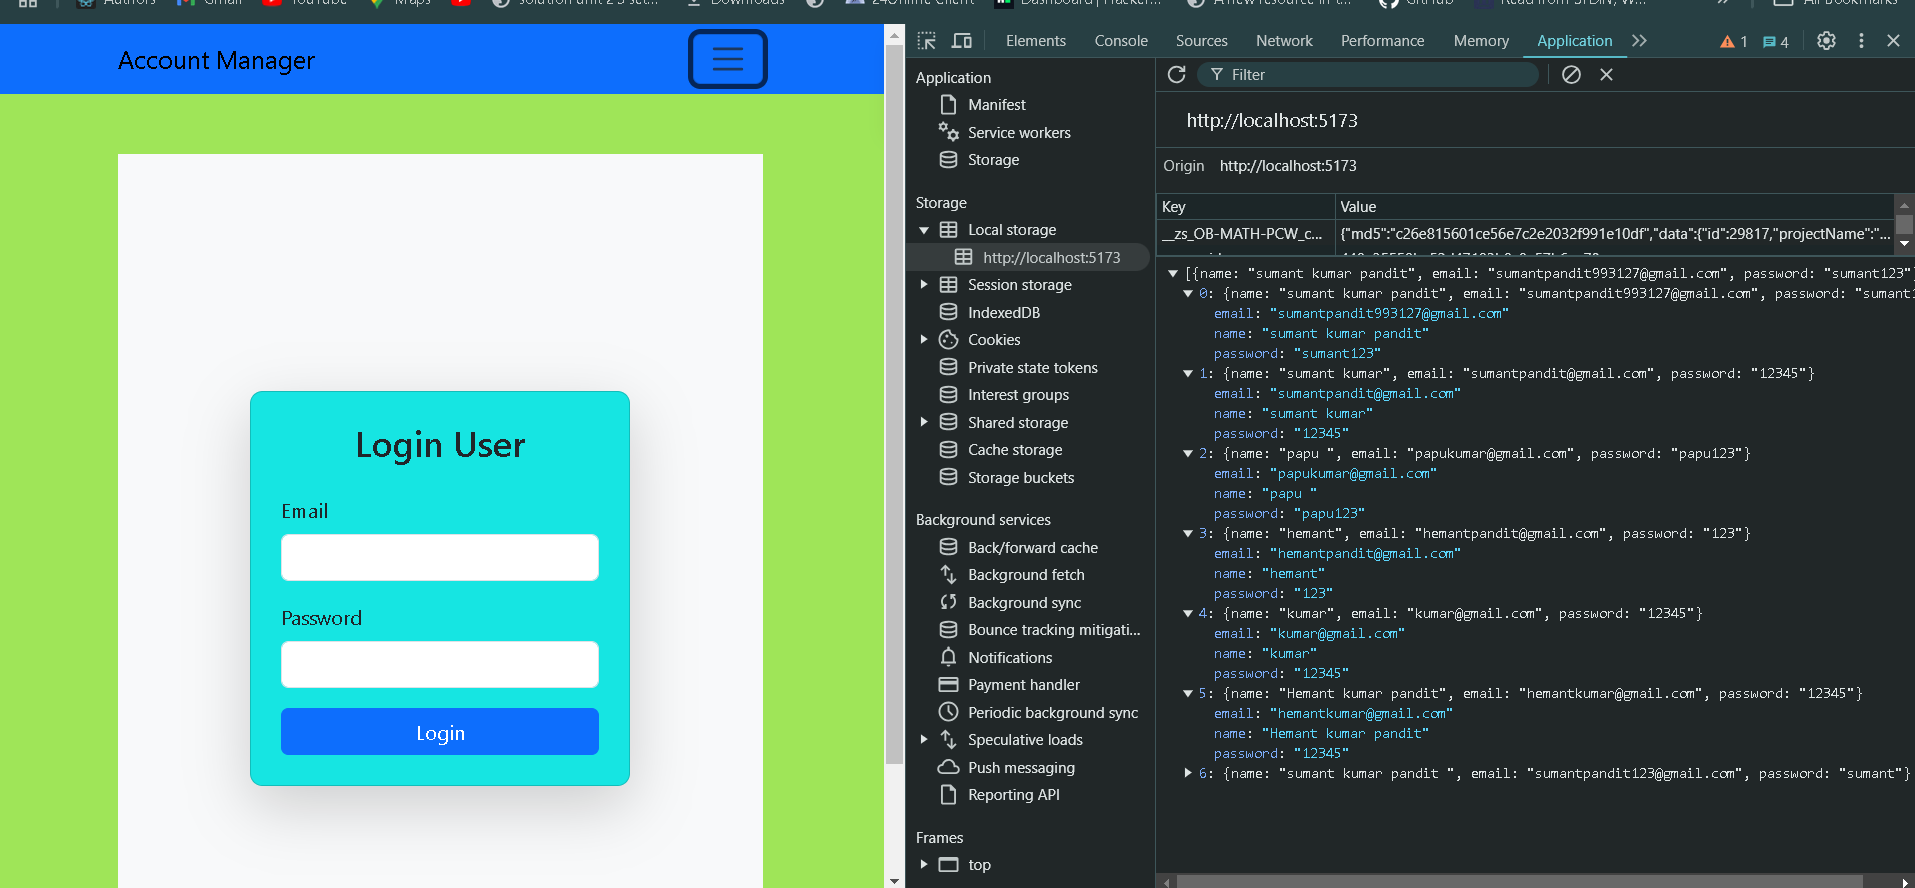 Authors Gmail YouTube Maps solution unit 2 3 set... Downloads 24Online Client Dashboard | Hacker... A new resource in t... GitHub Read from STDIN, W... All Bookmarks
Account Manager
Login User
Email
Password
Login
Elements Console Sources Network Performance Memory Application 1 4
Application
Manifest
Service workers
Storage
Storage
Local storage
http://localhost:5173
Session storage
IndexedDB
Cookies
Private state tokens
Interest groups
Shared storage
Cache storage
Storage buckets
Background services
Back/forward cache
Background fetch
Background sync
Bounce tracking mitigati...
Notifications
Payment handler
Periodic background sync
Speculative loads
Push messaging
Reporting API
Frames
top
Filter
http://localhost:5173
Origin http://localhost:5173
Key Value
__zs_OB-MATH-PCW_c... {"md5":"c26e815601ce56e7c2e2032f991e10df","data":{"id":29817,"projectName":"...
[{name: "sumant kumar pandit", email: "sumantpandit993127@gmail.com", password: "sumant123"}
0: {name: "sumant kumar pandit", email: "sumantpandit993127@gmail.com", password: "sumant1
email: "sumantpandit993127@gmail.com"
name: "sumant kumar pandit"
password: "sumant123"
1: {name: "sumant kumar", email: "sumantpandit@gmail.com", password: "12345"}
email: "sumantpandit@gmail.com"
name: "sumant kumar"
password: "12345"
2: {name: "papu ", email: "papukumar@gmail.com", password: "papu123"}
email: "papukumar@gmail.com"
name: "papu "
password: "papu123"
3: {name: "hemant", email: "hemantpandit@gmail.com", password: "123"}
email: "hemantpandit@gmail.com"
name: "hemant"
password: "123"
4: {name: "kumar", email: "kumar@gmail.com", password: "12345"}
email: "kumar@gmail.com"
name: "kumar"
password: "12345"
5: {name: "Hemant kumar pandit", email: "hemantkumar@gmail.com", password: "12345"}
email: "hemantkumar@gmail.com"
name: "Hemant kumar pandit"
password: "12345"
6: {name: "sumant kumar pandit ", email: "sumantpandit123@gmail.com", password: "sumant"}